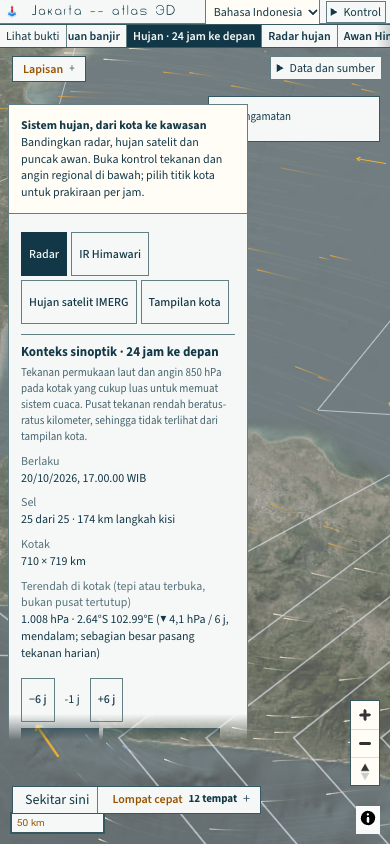 Jakarta -- atlas 3D
Bahasa Indonesia
▶ Kontrol
Lihat bukti
uan banjir
Hujan · 24 jam ke depan
Radar hujan
Awan Hi
Lapisan +
▶ Data dan sumber
ngamatan
Sistem hujan, dari kota ke kawasan
Bandingkan radar, hujan satelit dan
puncak awan. Buka kontrol tekanan dan
angin regional di bawah; pilih titik kota
untuk prakiraan per jam.
Radar
IR Himawari
Hujan satelit IMERG
Tampilan kota
Konteks sinoptik · 24 jam ke depan
Tekanan permukaan laut dan angin 850 hPa
pada kotak yang cukup luas untuk memuat
sistem cuaca. Pusat tekanan rendah beratus-
ratus kilometer, sehingga tidak terlihat dari
tampilan kota.
Berlaku
20/10/2026, 17.00.00 WIB
Sel
25 dari 25 · 174 km langkah kisi
Kotak
710 × 719 km
Terendah di kotak (tepi atau terbuka,
bukan pusat tertutup)
1.008 hPa · 2.64°S 102.99°E (▼ 4,1 hPa / 6 j,
mendalam; sebagian besar pasang
tekanan harian)
−6 j
-1 j
+6 j
Sekitar sini
Lompat cepat 12 tempat +
50 km